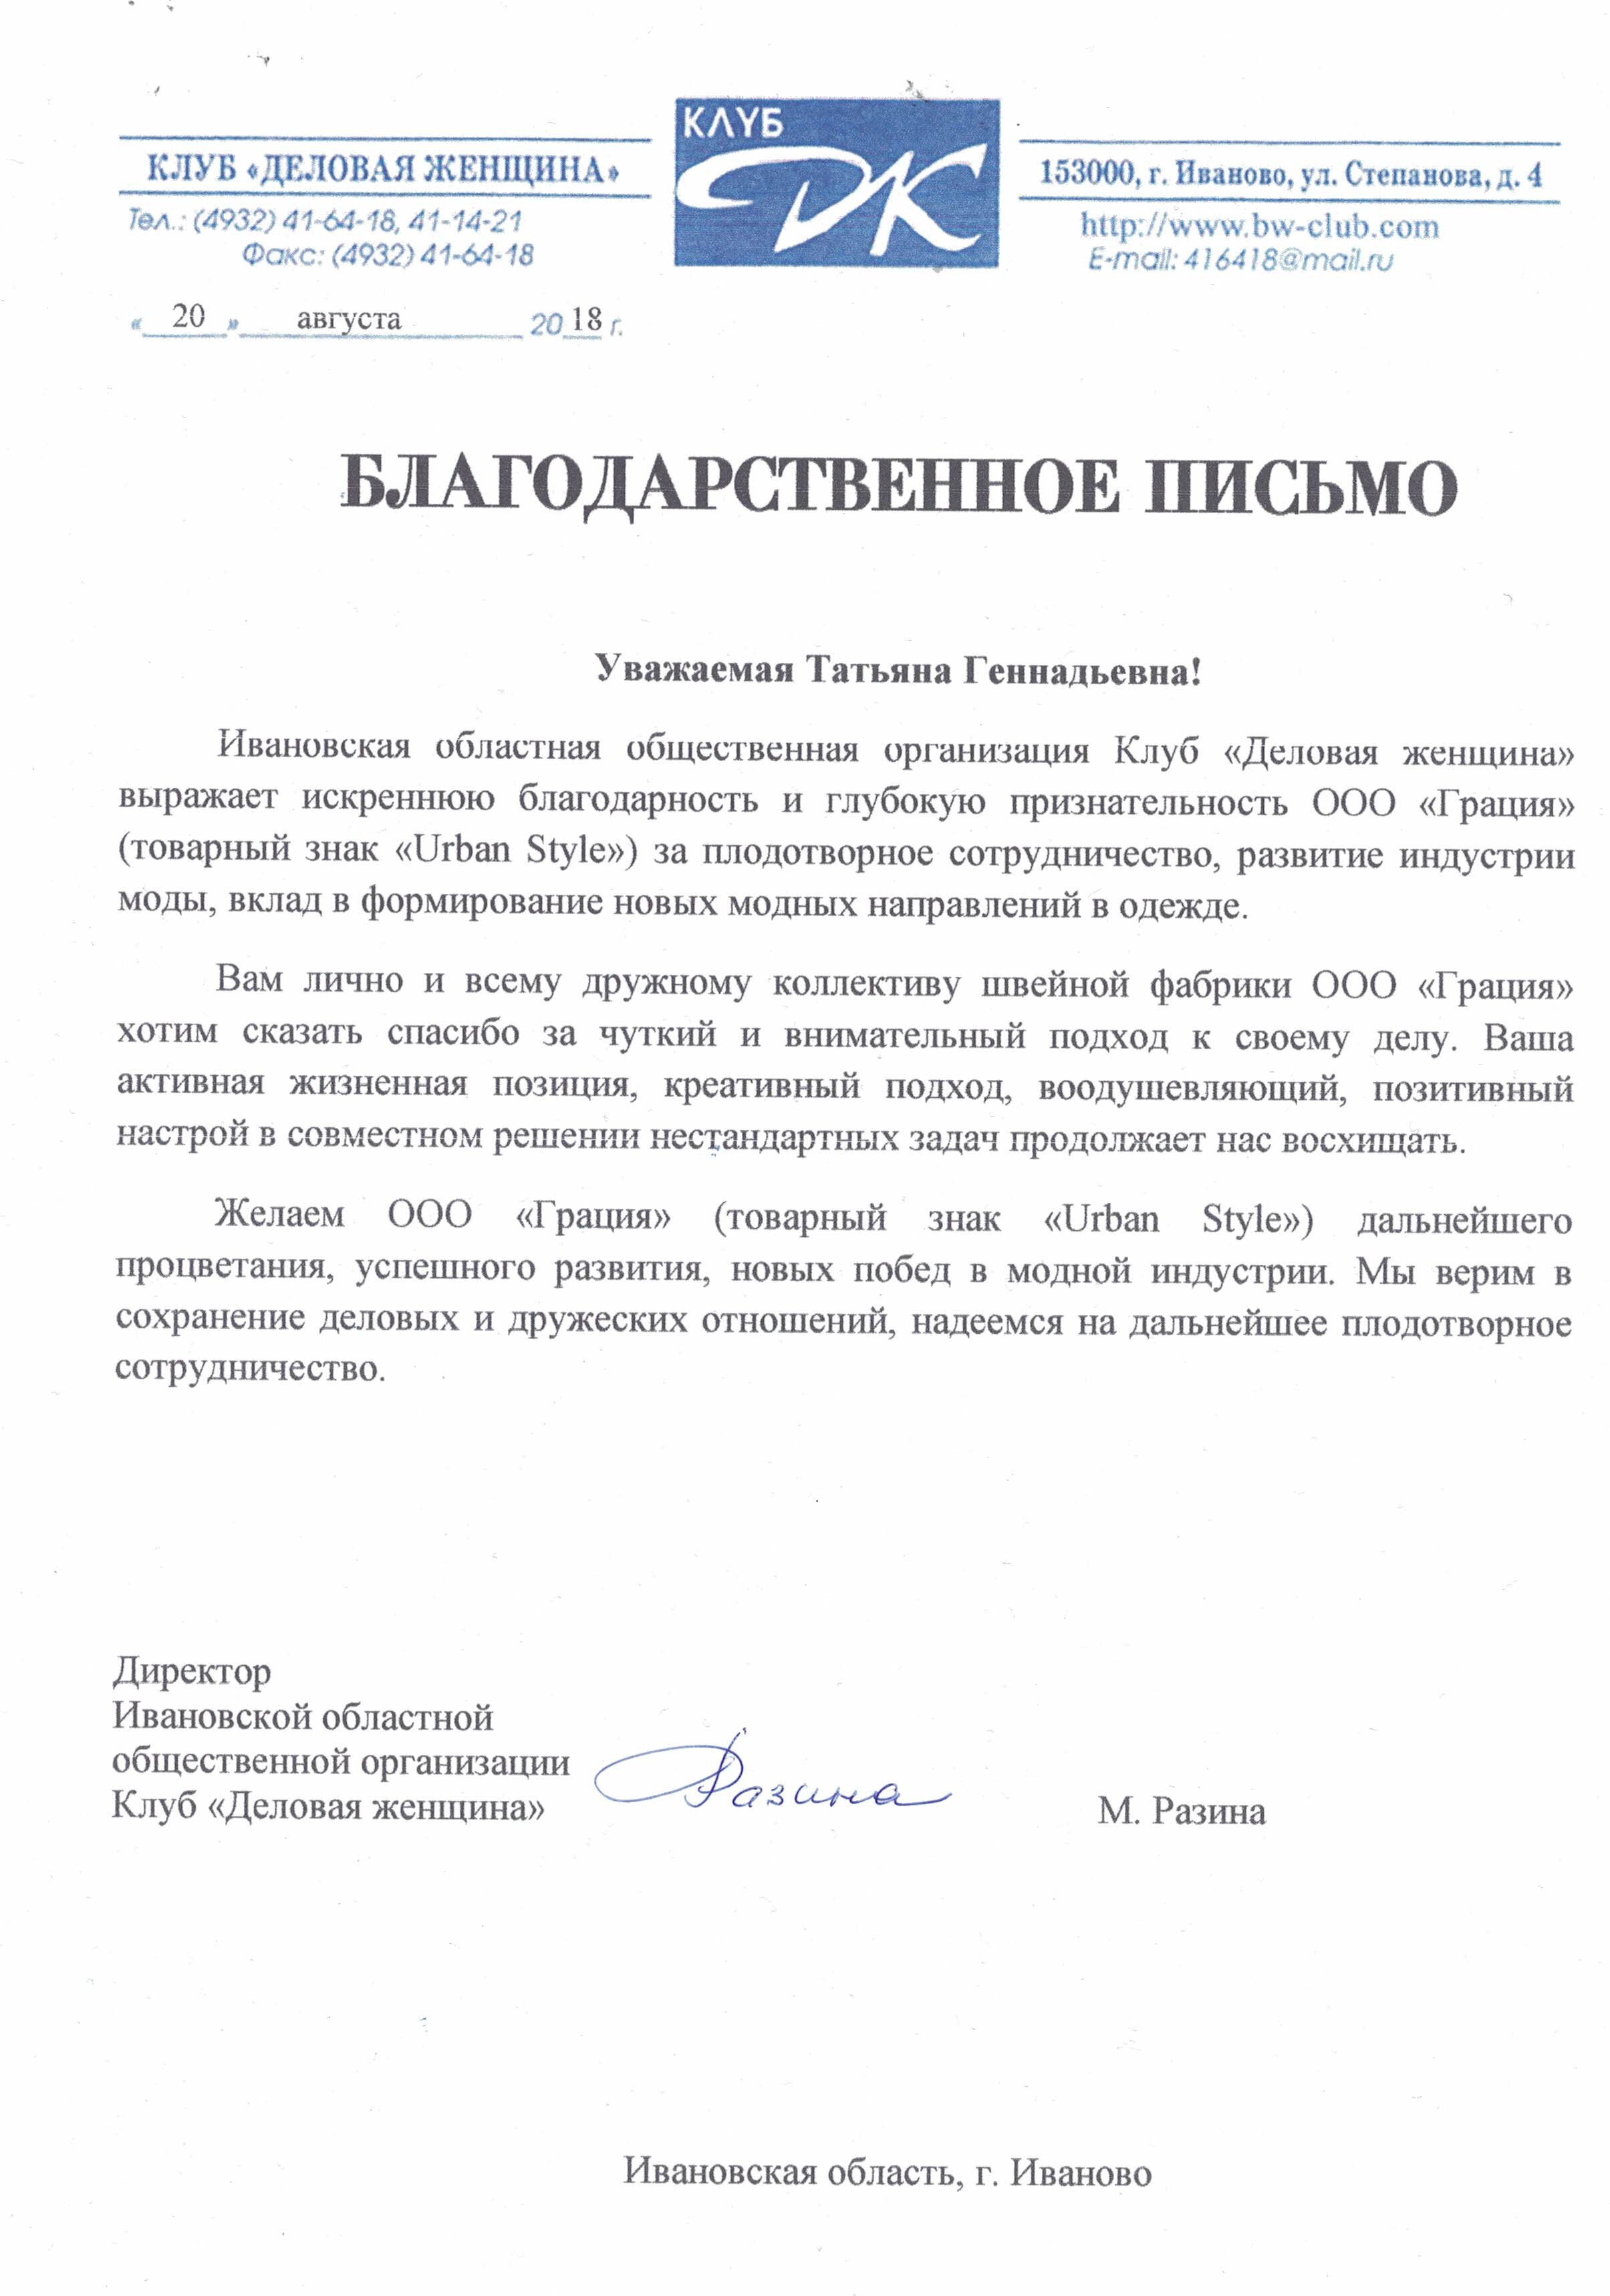 КЛУБ «ДЕЛОВАЯ ЖЕНЩИНА»
Тел.: (4932) 41-64-18, 41-14-21
Факс: (4932) 41-64-18
КЛУБ
ДК
153000, г. Иваново, ул. Степанова, д. 4
http://www.bw-club.com
E-mail: 416418@mail.ru
« 20 » августа 20 18 г.
БЛАГОДАРСТВЕННОЕ ПИСЬМО
Уважаемая Татьяна Геннадьевна!
Ивановская областная общественная организация Клуб «Деловая женщина»
выражает искреннюю благодарность и глубокую признательность ООО «Грация»
(товарный знак «Urban Style») за плодотворное сотрудничество, развитие индустрии
моды, вклад в формирование новых модных направлений в одежде.
Вам лично и всему дружному коллективу швейной фабрики ООО «Грация»
хотим сказать спасибо за чуткий и внимательный подход к своему делу. Ваша
активная жизненная позиция, креативный подход, воодушевляющий, позитивный
настрой в совместном решении нестандартных задач продолжает нас восхищать.
Желаем ООО «Грация» (товарный знак «Urban Style») дальнейшего
процветания, успешного развития, новых побед в модной индустрии. Мы верим в
сохранение деловых и дружеских отношений, надеемся на дальнейшее плодотворное
сотрудничество.
Директор
Ивановской областной
общественной организации
Клуб «Деловая женщина»
Разина
М. Разина
Ивановская область, г. Иваново